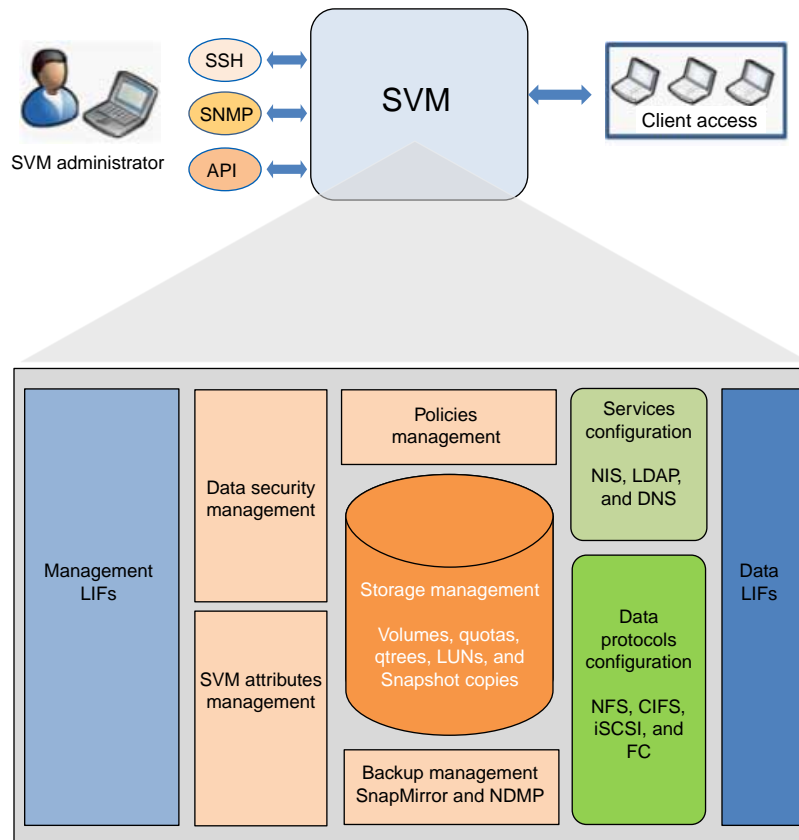 SSH
SVM
SNMP
Client access
SVM administrator
API
Management
LIFs
Data security
management
SVM attributes
management
Policies
management
Storage management
Volumes, quotas,
qtrees, LUNs, and
Snapshot copies
Backup management
SnapMirror and NDMP
Services
configuration
NIS, LDAP,
and DNS
Data
protocols
configuration
NFS, CIFS,
iSCSI, and
FC
Data
LIFs